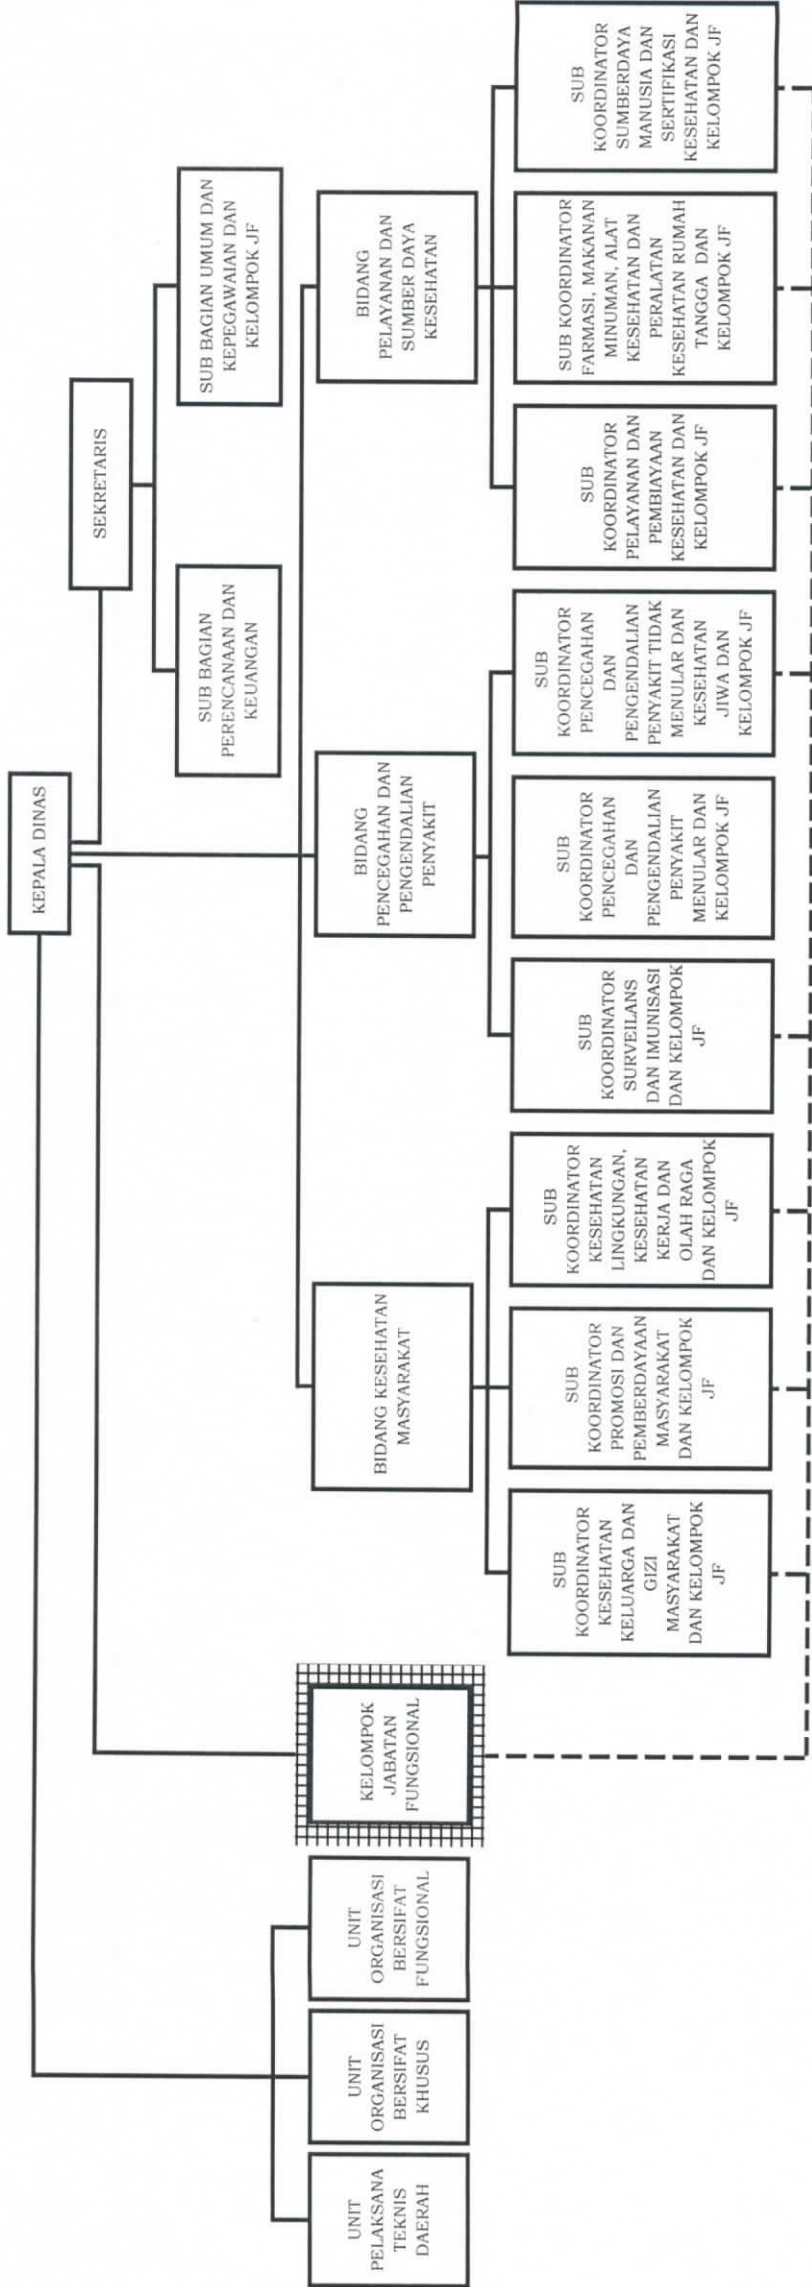 KEPALA DINAS
SEKRETARIS
SUB BAGIAN
PERENCANAAN DAN
KEUANGAN
SUB BAGIAN UMUM DAN
KEPEGAWAIAN DAN
KELOMPOK JF
UNIT
PELAKSANA
TEKNIS
DAERAH
UNIT
ORGANISASI
BERSIFAT
KHUSUS
UNIT
ORGANISASI
BERSIFAT
FUNGSIONAL
KELOMPOK
JABATAN
FUNGSIONAL
BIDANG KESEHATAN
MASYARAKAT
BIDANG
PENCEGAHAN DAN
PENGENDALIAN
PENYAKIT
BIDANG
PELAYANAN DAN
SUMBER DAYA
KESEHATAN
SUB
KOORDINATOR
KESEHATAN
KELUARGA DAN
GIZI
MASYARAKAT
DAN KELOMPOK
JF
SUB
KOORDINATOR
PROMOSI DAN
PEMBERDAYAAN
MASYARAKAT
DAN KELOMPOK
JF
SUB
KOORDINATOR
KESEHATAN
LINGKUNGAN,
KESEHATAN
KERJA DAN
OLAH RAGA
DAN KELOMPOK
JF
SUB
KOORDINATOR
SURVEILANS
DAN IMUNISASI
DAN KELOMPOK
JF
SUB
KOORDINATOR
PENCEGAHAN
DAN
PENGENDALIAN
PENYAKIT
MENULAR DAN
KELOMPOK JF
SUB
KOORDINATOR
PENCEGAHAN
DAN
PENGENDALIAN
PENYAKIT TIDAK
MENULAR DAN
KESEHATAN
JIWA DAN
KELOMPOK JF
SUB
KOORDINATOR
PELAYANAN DAN
PEMBIAYAAN
KESEHATAN DAN
KELOMPOK JF
SUB KOORDINATOR
FARMASI, MAKANAN
MINUMAN, ALAT
KESEHATAN DAN
PERALATAN
KESEHATAN RUMAH
TANGGA DAN
KELOMPOK JF
SUB
KOORDINATOR
SUMBERDAYA
MANUSIA DAN
SERTIFIKASI
KESEHATAN DAN
KELOMPOK JF